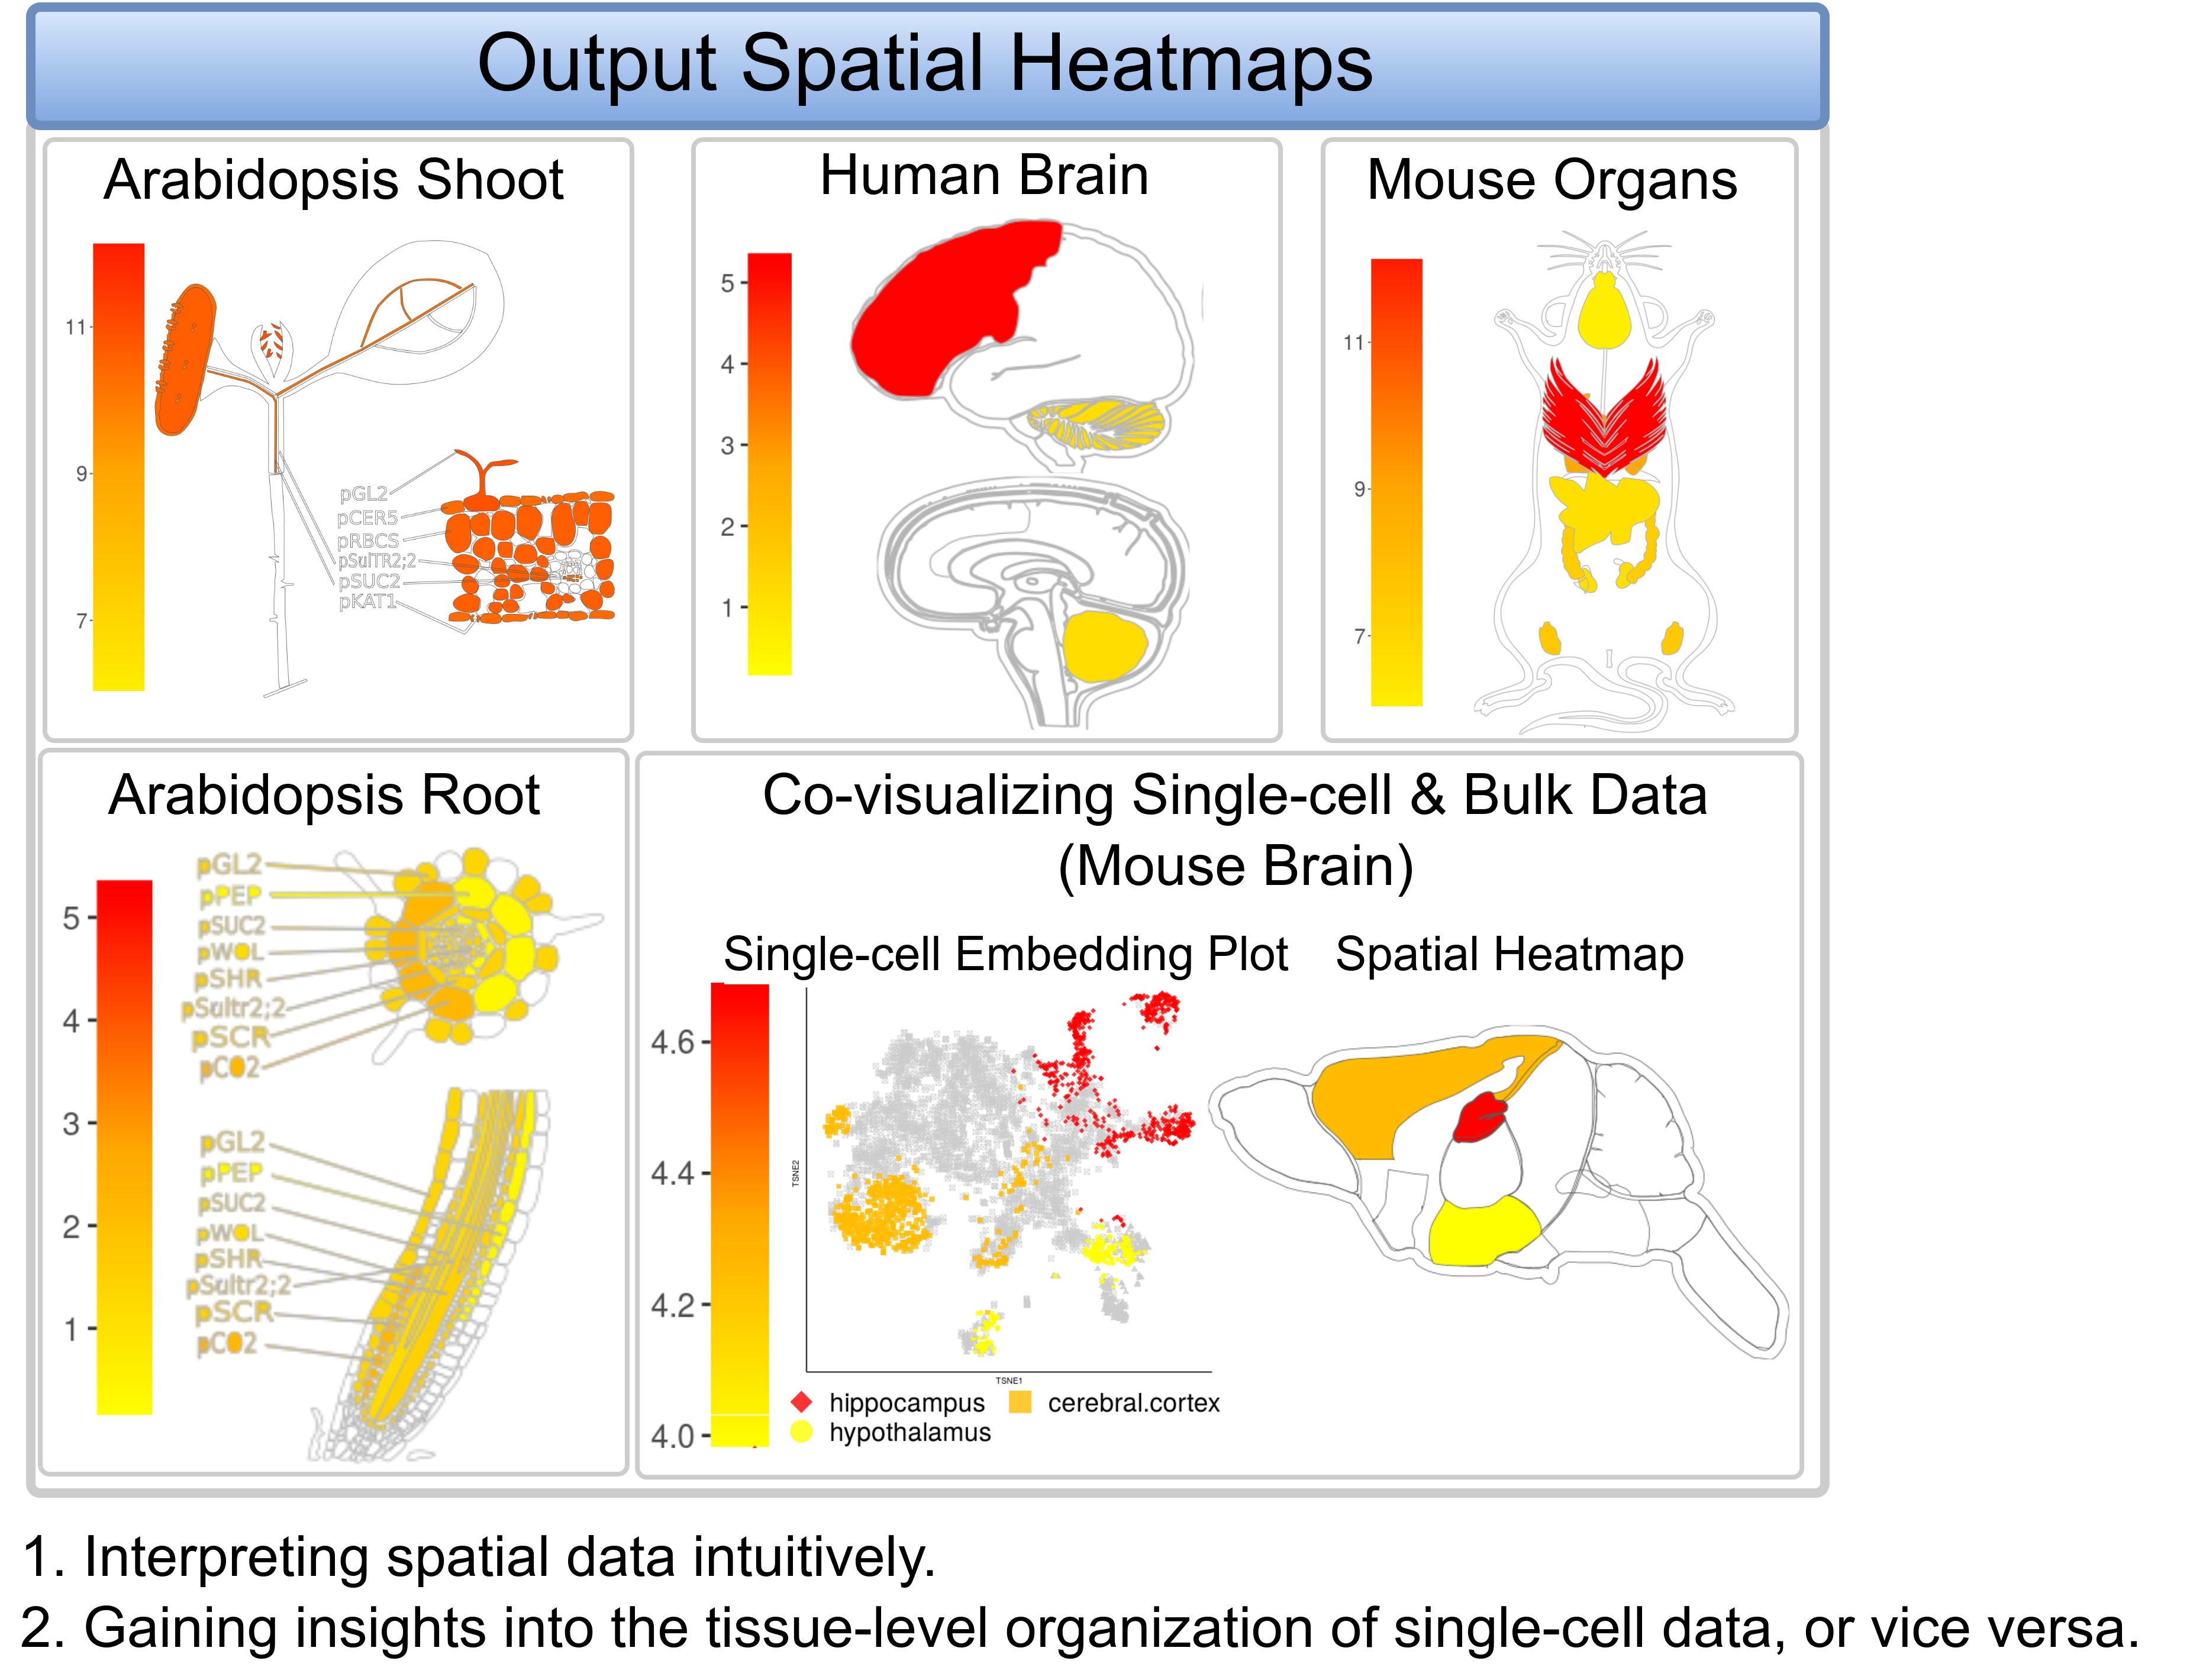 Output Spatial Heatmaps
Arabidopsis Shoot
11
9
7
pGL2
pCER5
pRBCS
pSulTR2;2
pSUC2
pKAT1
Human Brain
5
4
3
2
1
Mouse Organs
11
9
7
Arabidopsis Root
5
4
3
2
1
pGL2
pPEP
pSUC2
pWOL
pSHR
pSultr2;2
pSCR
pCO2
pGL2
pPEP
pSUC2
pWOL
pSHR
pSultr2;2
pSCR
pCO2
Co-visualizing Single-cell & Bulk Data
(Mouse Brain)
Single-cell Embedding Plot
Spatial Heatmap
4.6
4.4
4.2
4.0
TSNE2
TSNE1
hippocampus
cerebral.cortex
hypothalamus
1. Interpreting spatial data intuitively.
2. Gaining insights into the tissue-level organization of single-cell data, or vice versa.